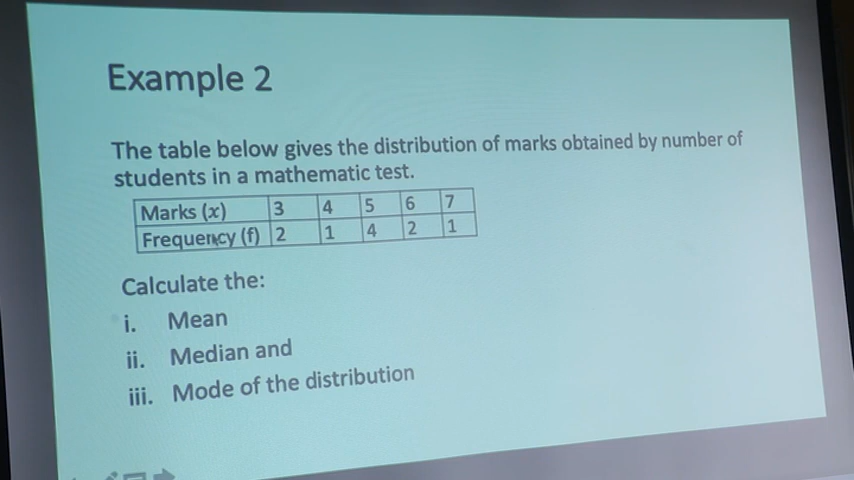 Example 2
The table below gives the distribution of marks obtained by number of
students in a mathematic test.
Marks (x) 3 4 5 6 7
Frequency (f) 2 1 4 2 1
Calculate the:
i. Mean
ii. Median and
iii. Mode of the distribution